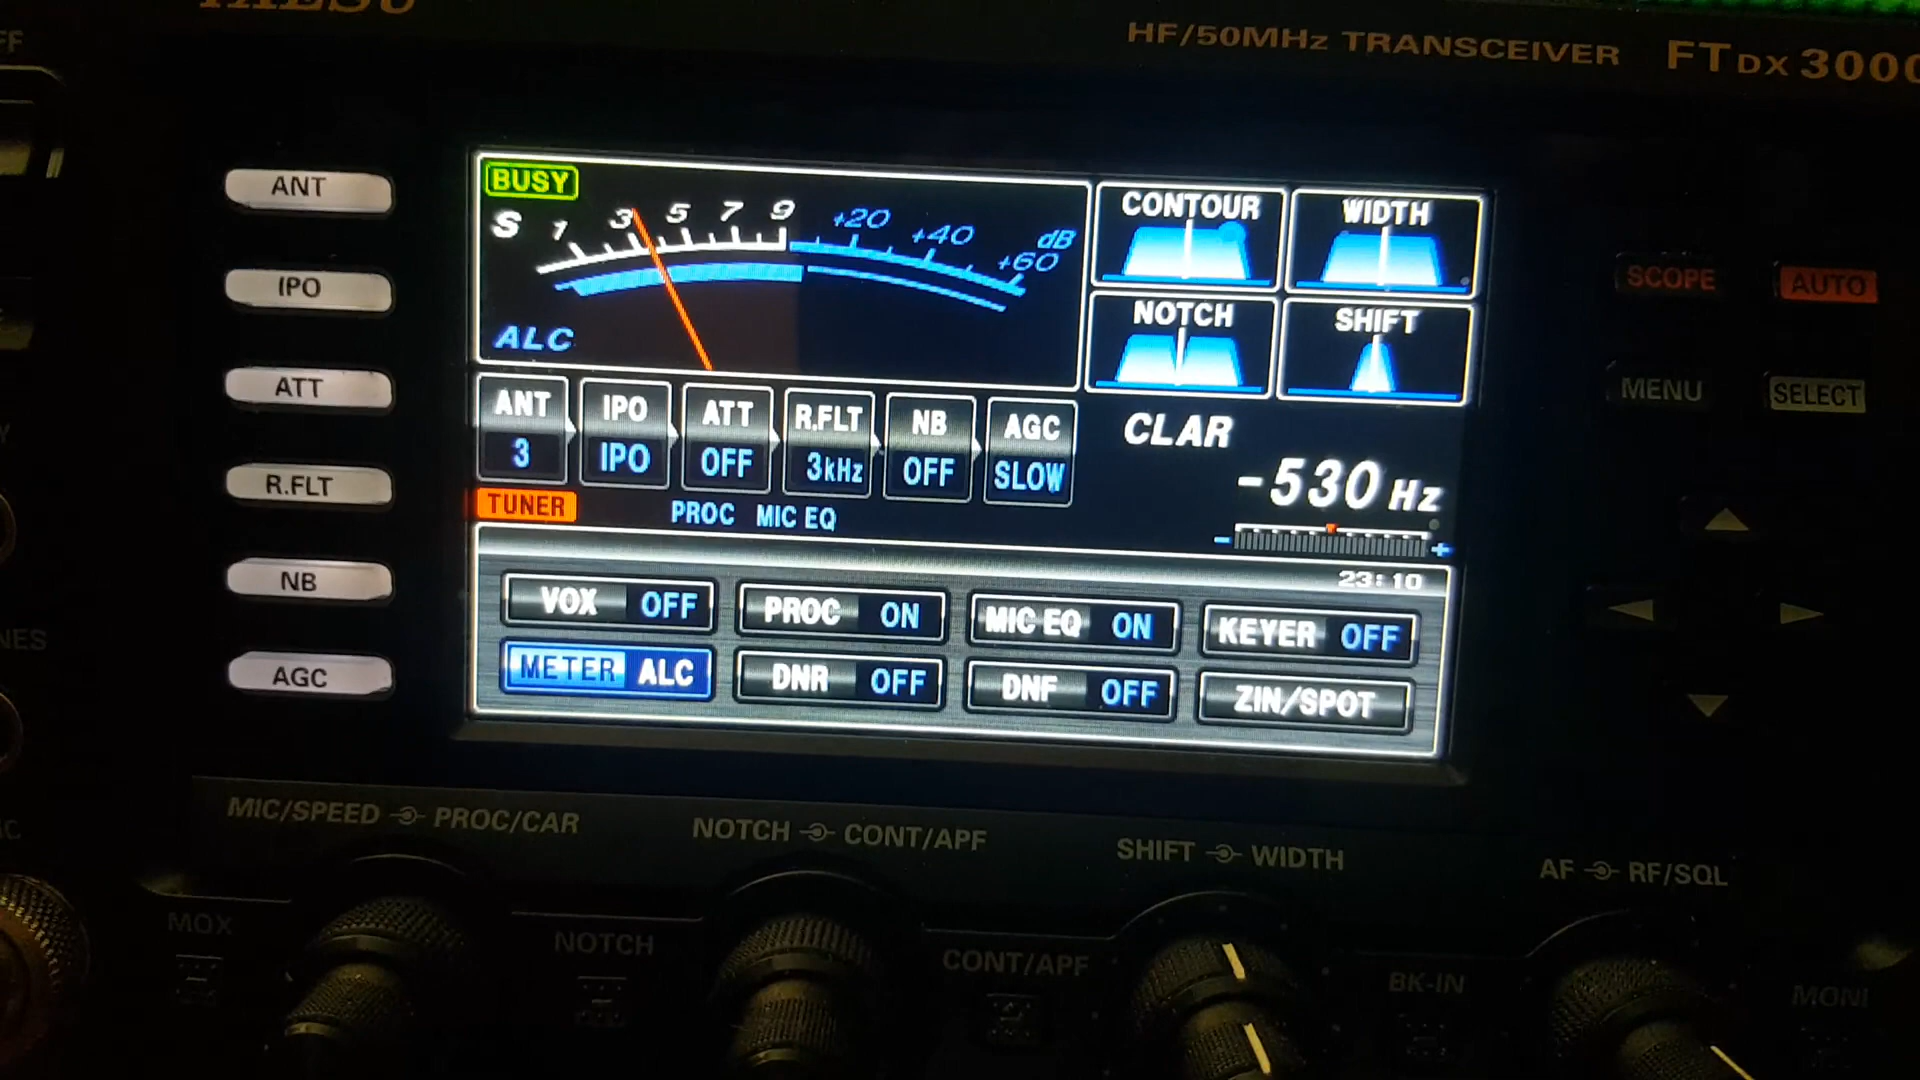 YAESU
HF/50MHz TRANSCEIVER FTDX 3000
ANT
IPO
ATT
R.FLT
NB
AGC
BUSY
S 1 3 5 7 9 +20 +40 +60 dB
ALC
CONTOUR WIDTH
NOTCH SHIFT
ANT IPO ATT R.FLT NB AGC
3 IPO OFF 3kHz OFF SLOW
TUNER PROC MIC EQ
CLAR
-530 Hz
- +
23:10
VOX OFF PROC ON MIC EQ ON KEYER OFF
METER ALC DNR OFF DNF OFF ZIN/SPOT
SCOPE AUTO
MENU SELECT
MIC/SPEED PROC/CAR NOTCH CONT/APF SHIFT WIDTH AF RF/SQL
MOX NOTCH CONT/APF BK-IN MONI